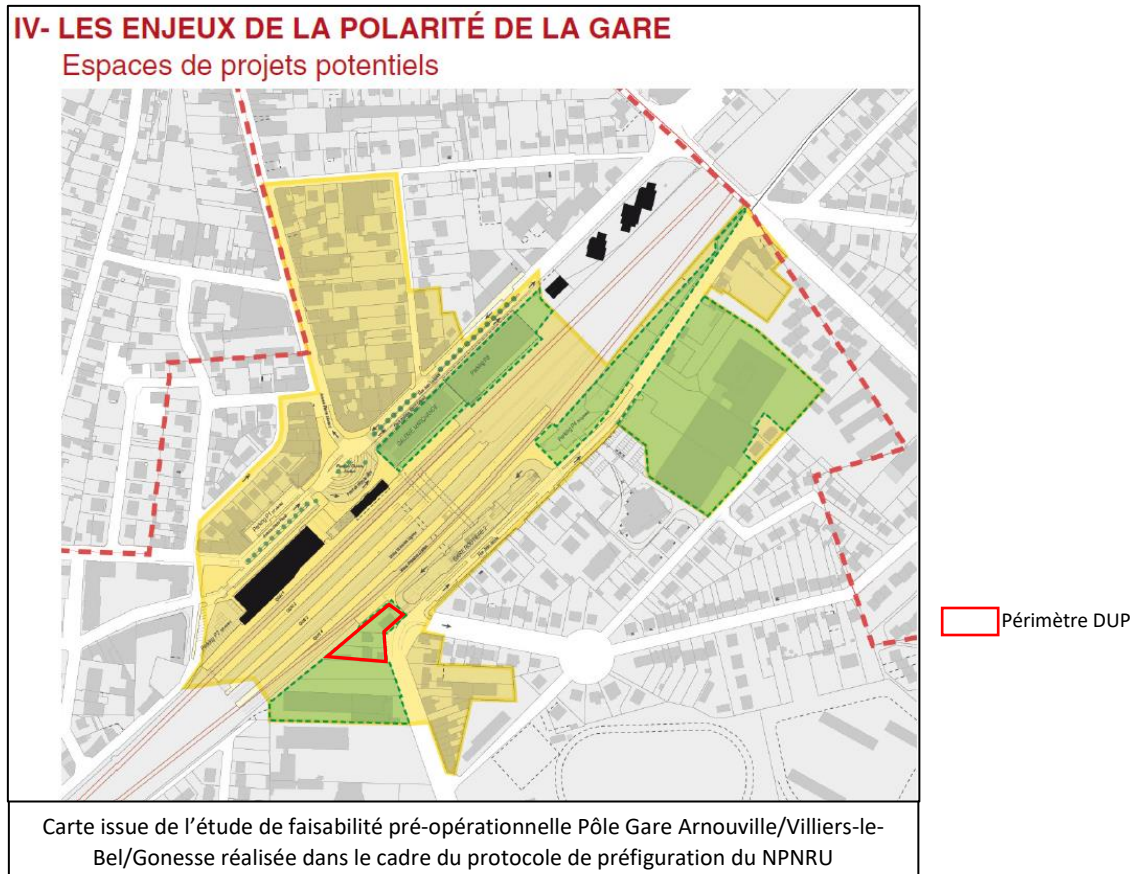 IV- LES ENJEUX DE LA POLARITÉ DE LA GARE
Espaces de projets potentiels
Périmètre DUP
Carte issue de l’étude de faisabilité pré-opérationnelle Pôle Gare Arnouville/Villiers-le-
Bel/Gonesse réalisée dans le cadre du protocole de préfiguration du NPNRU